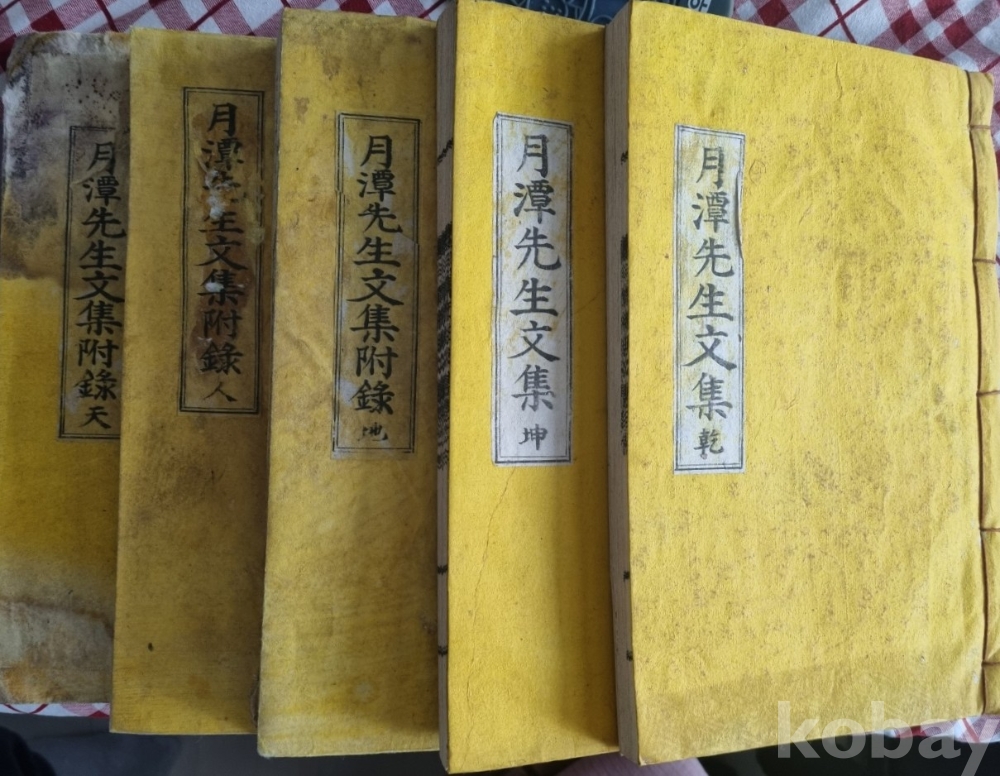 月潭先生文集附錄天
月潭先生文集附錄人
月潭先生文集附錄地
月潭先生文集坤
月潭先生文集乾
kobay